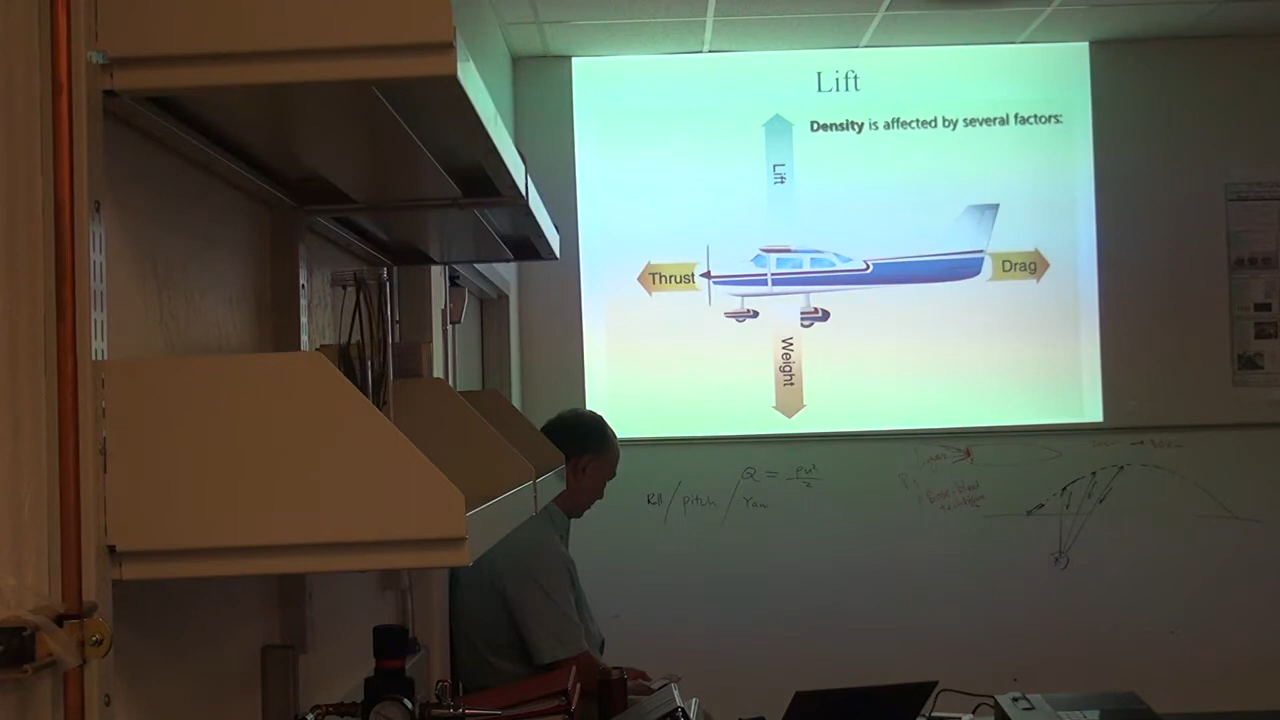 Lift
Density is affected by several factors:
Lift
Thrust
Drag
Weight
Q = ρu²/2
Roll / pitch / Yaw